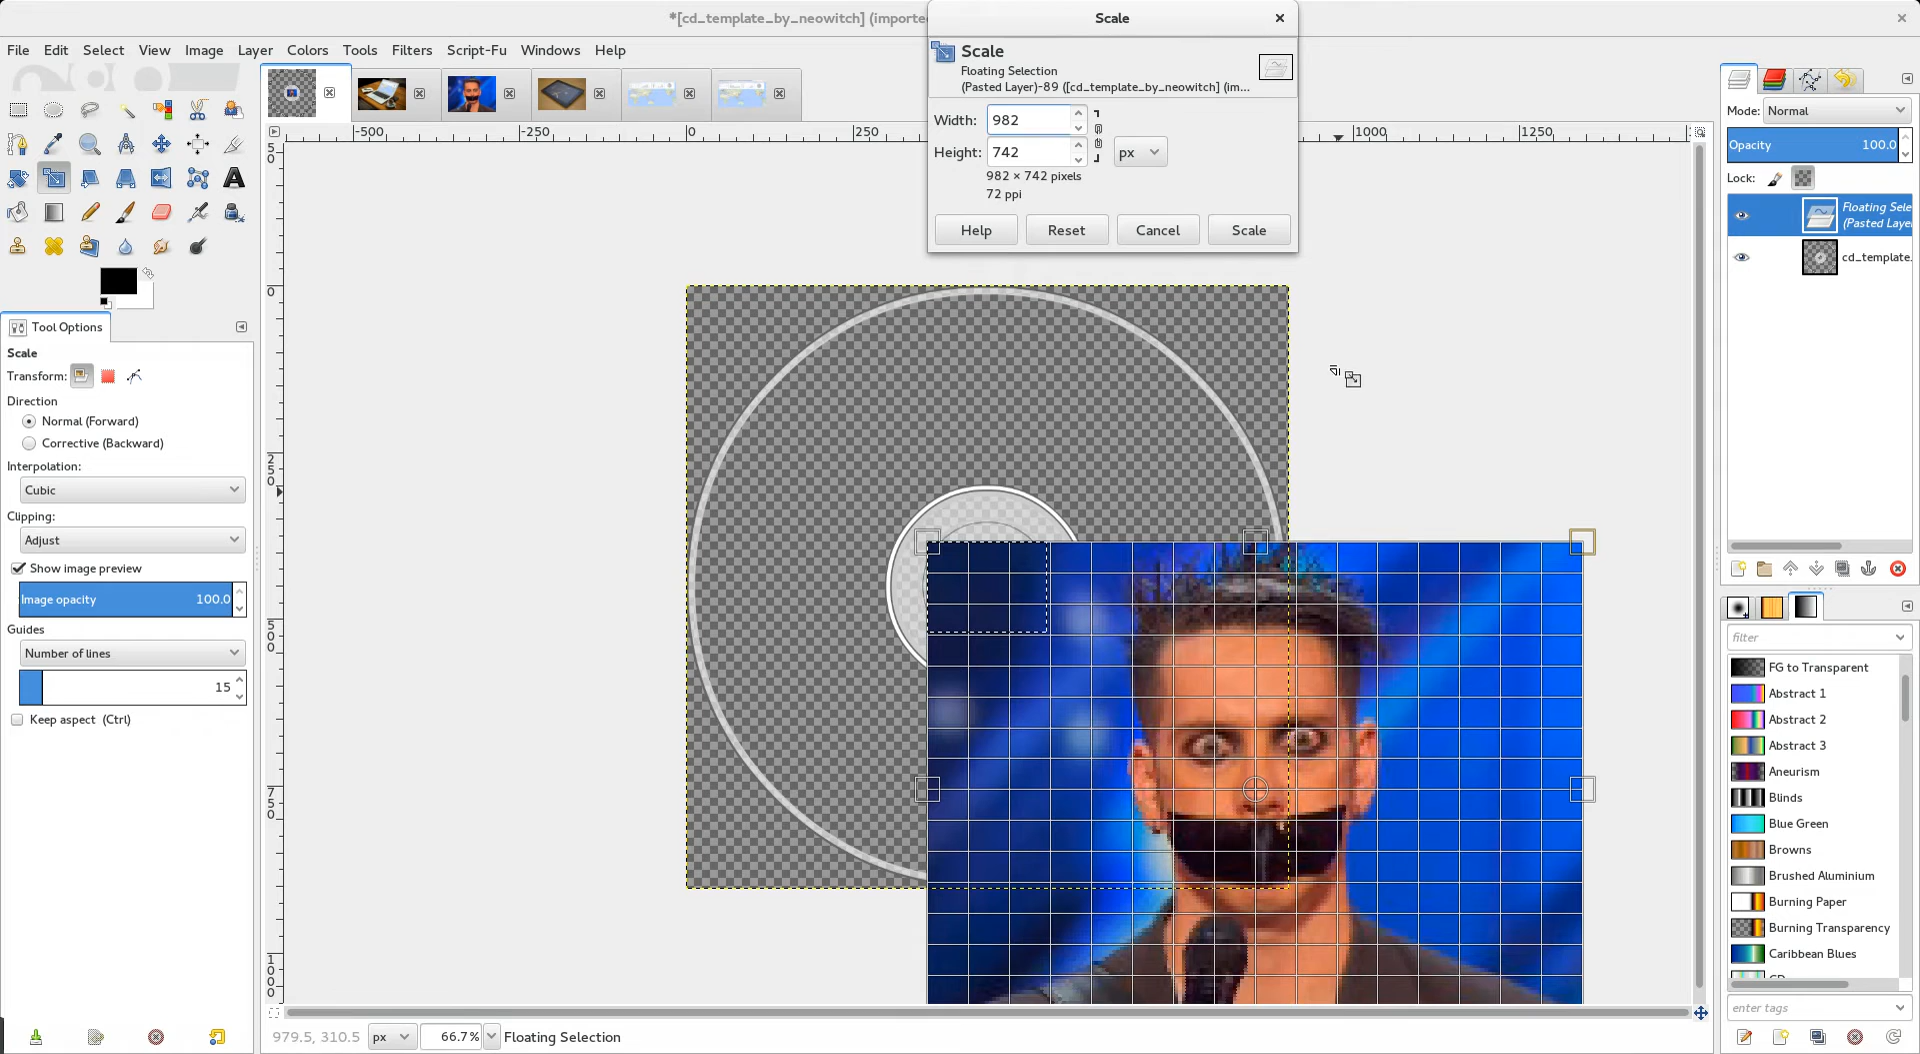 *[cd_template_by_neowitch] (importe
Scale
File Edit Select View Image Layer Colors Tools Filters Script-Fu Windows Help
Scale
Floating Selection
(Pasted Layer)-89 ([cd_template_by_neowitch] (im...
Width: 982
Height: 742 px
982 × 742 pixels
72 ppi
Help Reset Cancel Scale
-500 -250 0 250 1000 1250
0
250
500
750
100
Tool Options
Scale
Transform:
Direction
Normal (Forward)
Corrective (Backward)
Interpolation:
Cubic
Clipping:
Adjust
Show image preview
Image opacity 100.0
Guides
Number of lines
15
Keep aspect (Ctrl)
979.5, 310.5 px 66.7% Floating Selection
Mode: Normal
Opacity 100.0
Lock:
Floating Sele
(Pasted Laye
cd_template.
filter
FG to Transparent
Abstract 1
Abstract 2
Abstract 3
Aneurism
Blinds
Blue Green
Browns
Brushed Aluminium
Burning Paper
Burning Transparency
Caribbean Blues
enter tags